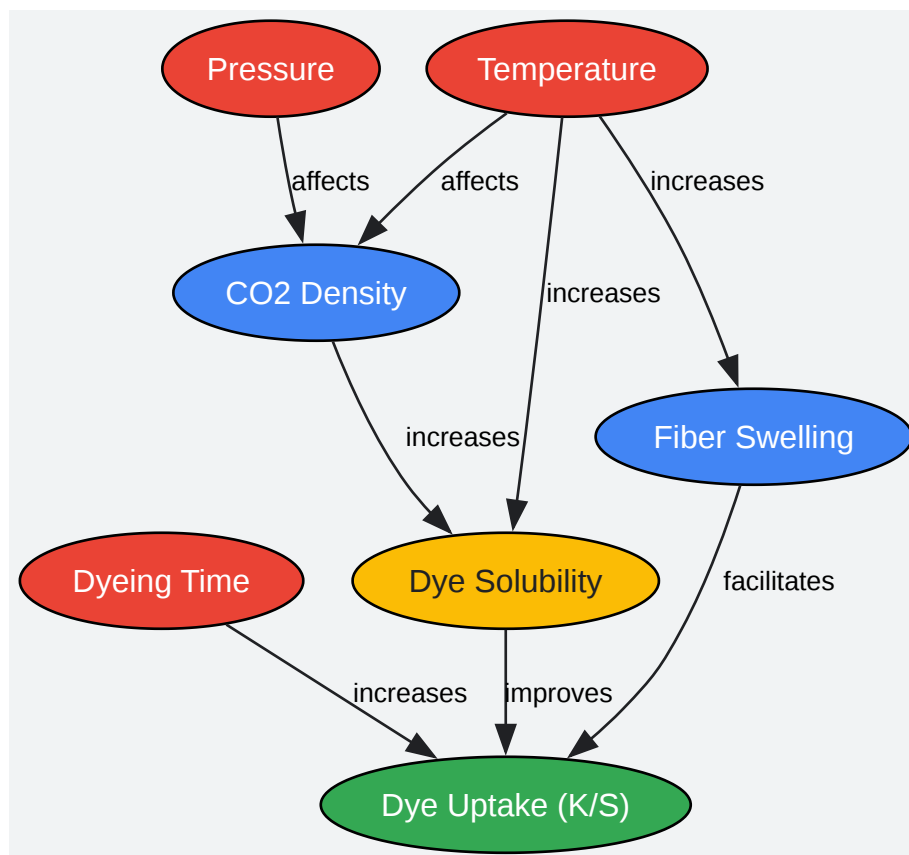 Pressure
Temperature
affects
affects
increases
CO2 Density
increases
increases
Fiber Swelling
Dyeing Time
Dye Solubility
facilitates
increases
improves
Dye Uptake (K/S)